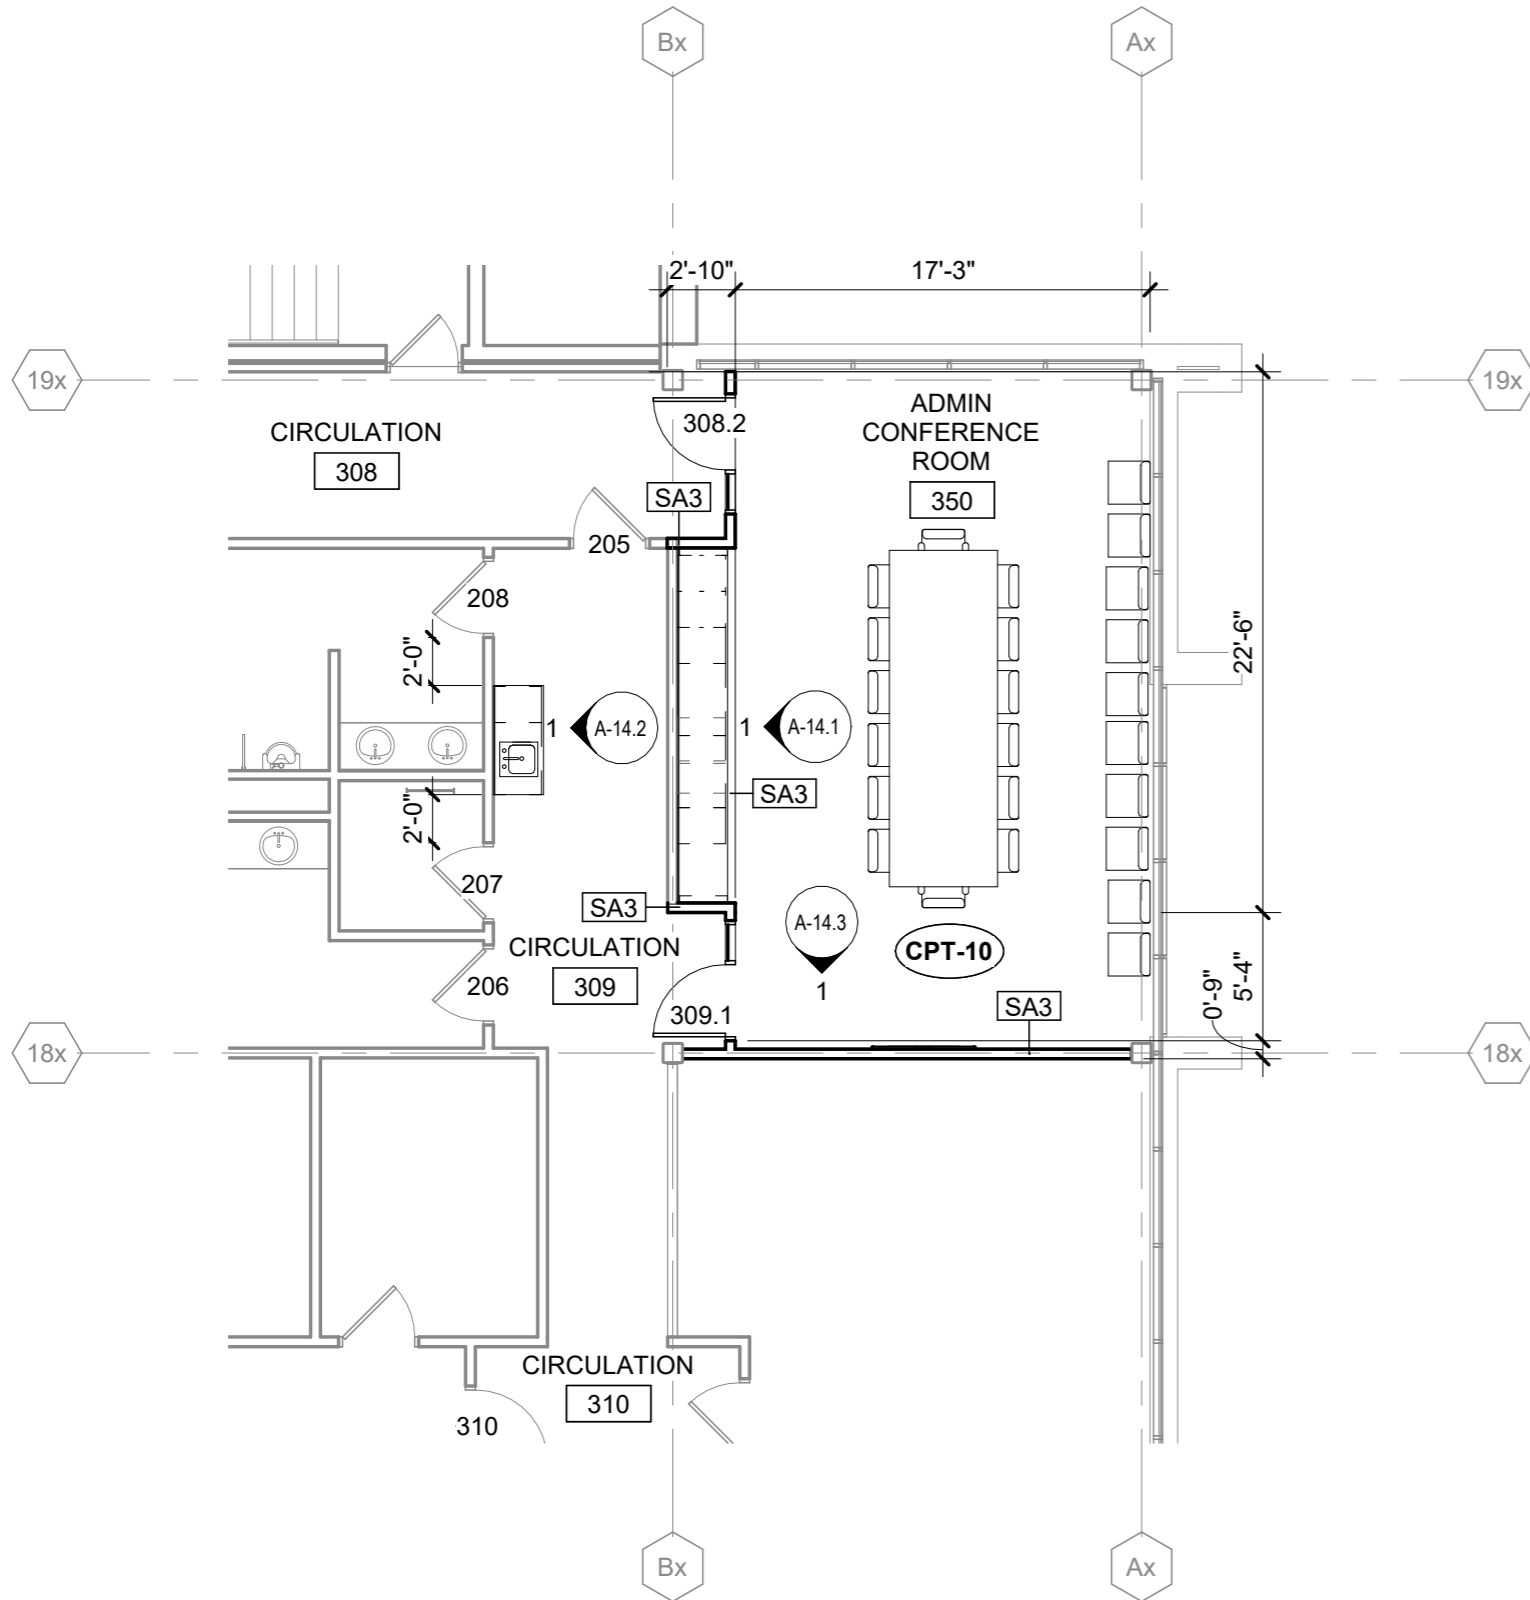 Bx
Ax
2'-10"
17'-3"
19x
19x
CIRCULATION
308
308.2
ADMIN
CONFERENCE
ROOM
350
SA3
205
208
2'-0"
22'-6"
1
A-14.2
1
A-14.1
SA3
2'-0"
207
SA3
A-14.3
1
CPT-10
CIRCULATION
309
206
309.1
SA3
0'-9"
5'-4"
18x
18x
CIRCULATION
310
310
Bx
Ax